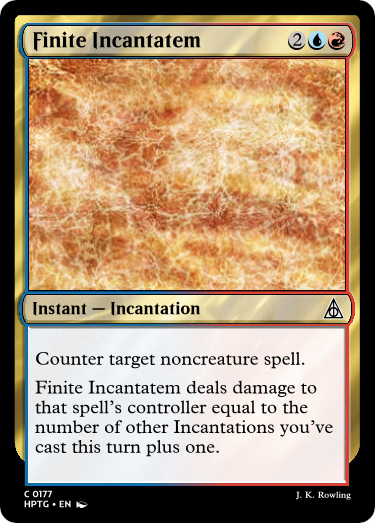 Finite Incantatem 2
Instant — Incantation
Counter target noncreature spell.
Finite Incantatem deals damage to
that spell's controller equal to the
number of other Incantations you've
cast this turn plus one.
C 0177
HPTG • EN
J. K. Rowling